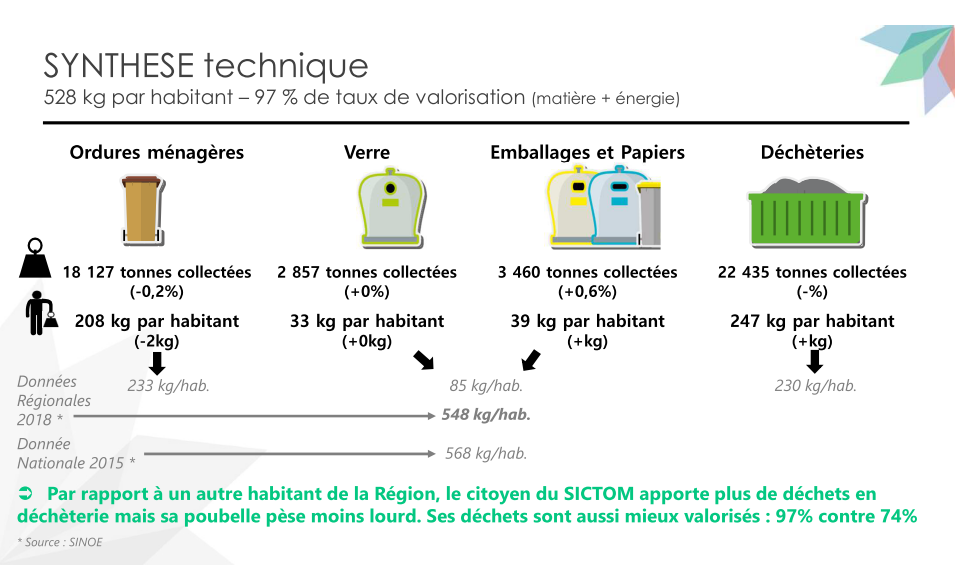 SYNTHESE technique
528 kg par habitant – 97 % de taux de valorisation (matière + énergie)
Ordures ménagères
Verre
Emballages et Papiers
Déchèteries
18 127 tonnes collectées
(-0,2%)
2 857 tonnes collectées
(+0%)
3 460 tonnes collectées
(+0,6%)
22 435 tonnes collectées
(-%)
208 kg par habitant
(-2kg)
33 kg par habitant
(+0kg)
39 kg par habitant
(+kg)
247 kg par habitant
(+kg)
Données
Régionales
2018 *
233 kg/hab.
85 kg/hab.
230 kg/hab.
548 kg/hab.
Donnée
Nationale 2015 *
568 kg/hab.
➲ Par rapport à un autre habitant de la Région, le citoyen du SICTOM apporte plus de déchets en
déchèterie mais sa poubelle pèse moins lourd. Ses déchets sont aussi mieux valorisés : 97% contre 74%
* Source : SINOE